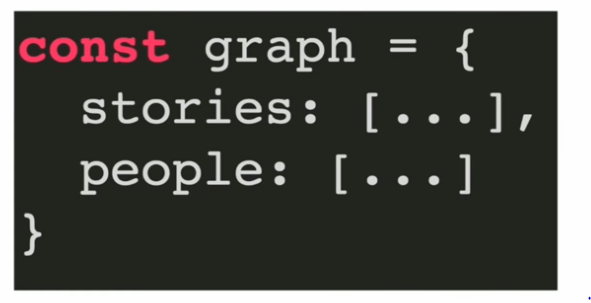 const graph = {
  stories: [...],
  people: [...]
}